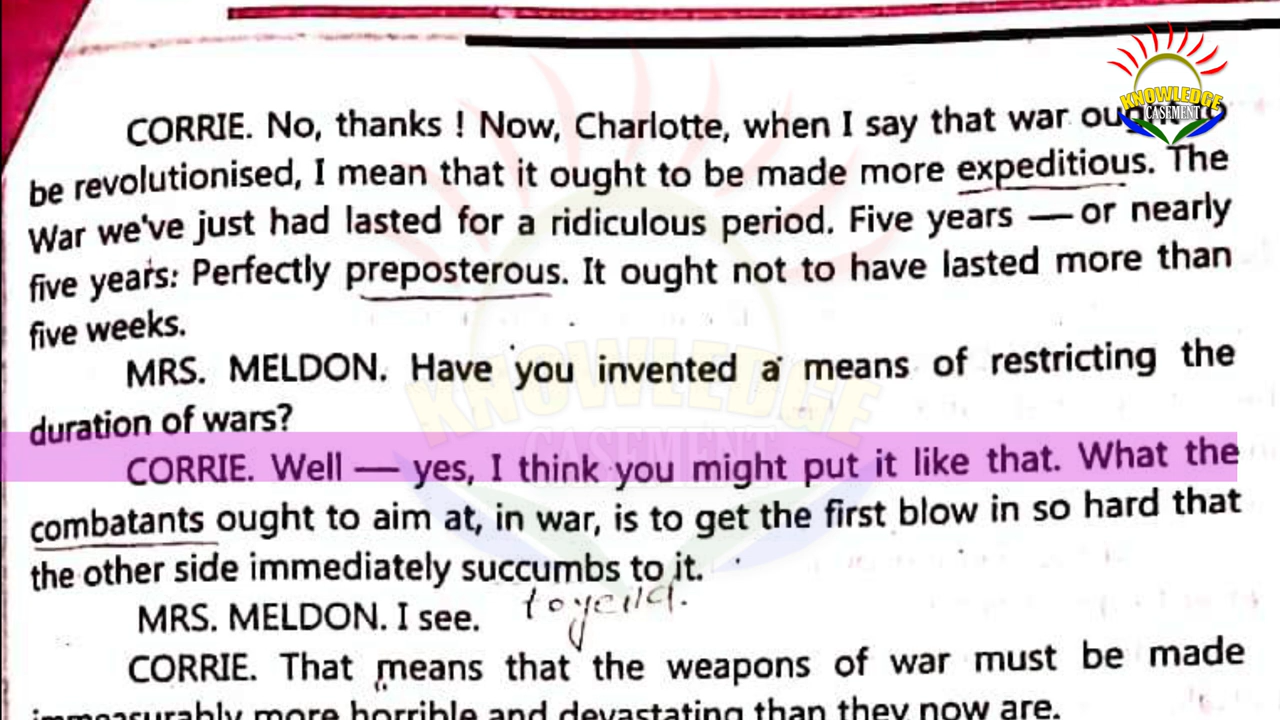 KNOWLEDGE
CASEMENT
CORRIE. No, thanks ! Now, Charlotte, when I say that war ought to
be revolutionised, I mean that it ought to be made more expeditious. The
War we've just had lasted for a ridiculous period. Five years — or nearly
five years: Perfectly preposterous. It ought not to have lasted more than
five weeks.
MRS. MELDON. Have you invented a means of restricting the
duration of wars?
KNOWLEDGE
CASEMENT
CORRIE. Well — yes, I think you might put it like that. What the
combatants ought to aim at, in war, is to get the first blow in so hard that
the other side immediately succumbs to it.
MRS. MELDON. I see.
CORRIE. That means that the weapons of war must be made
immeasurably more horrible and devastating than they now are.